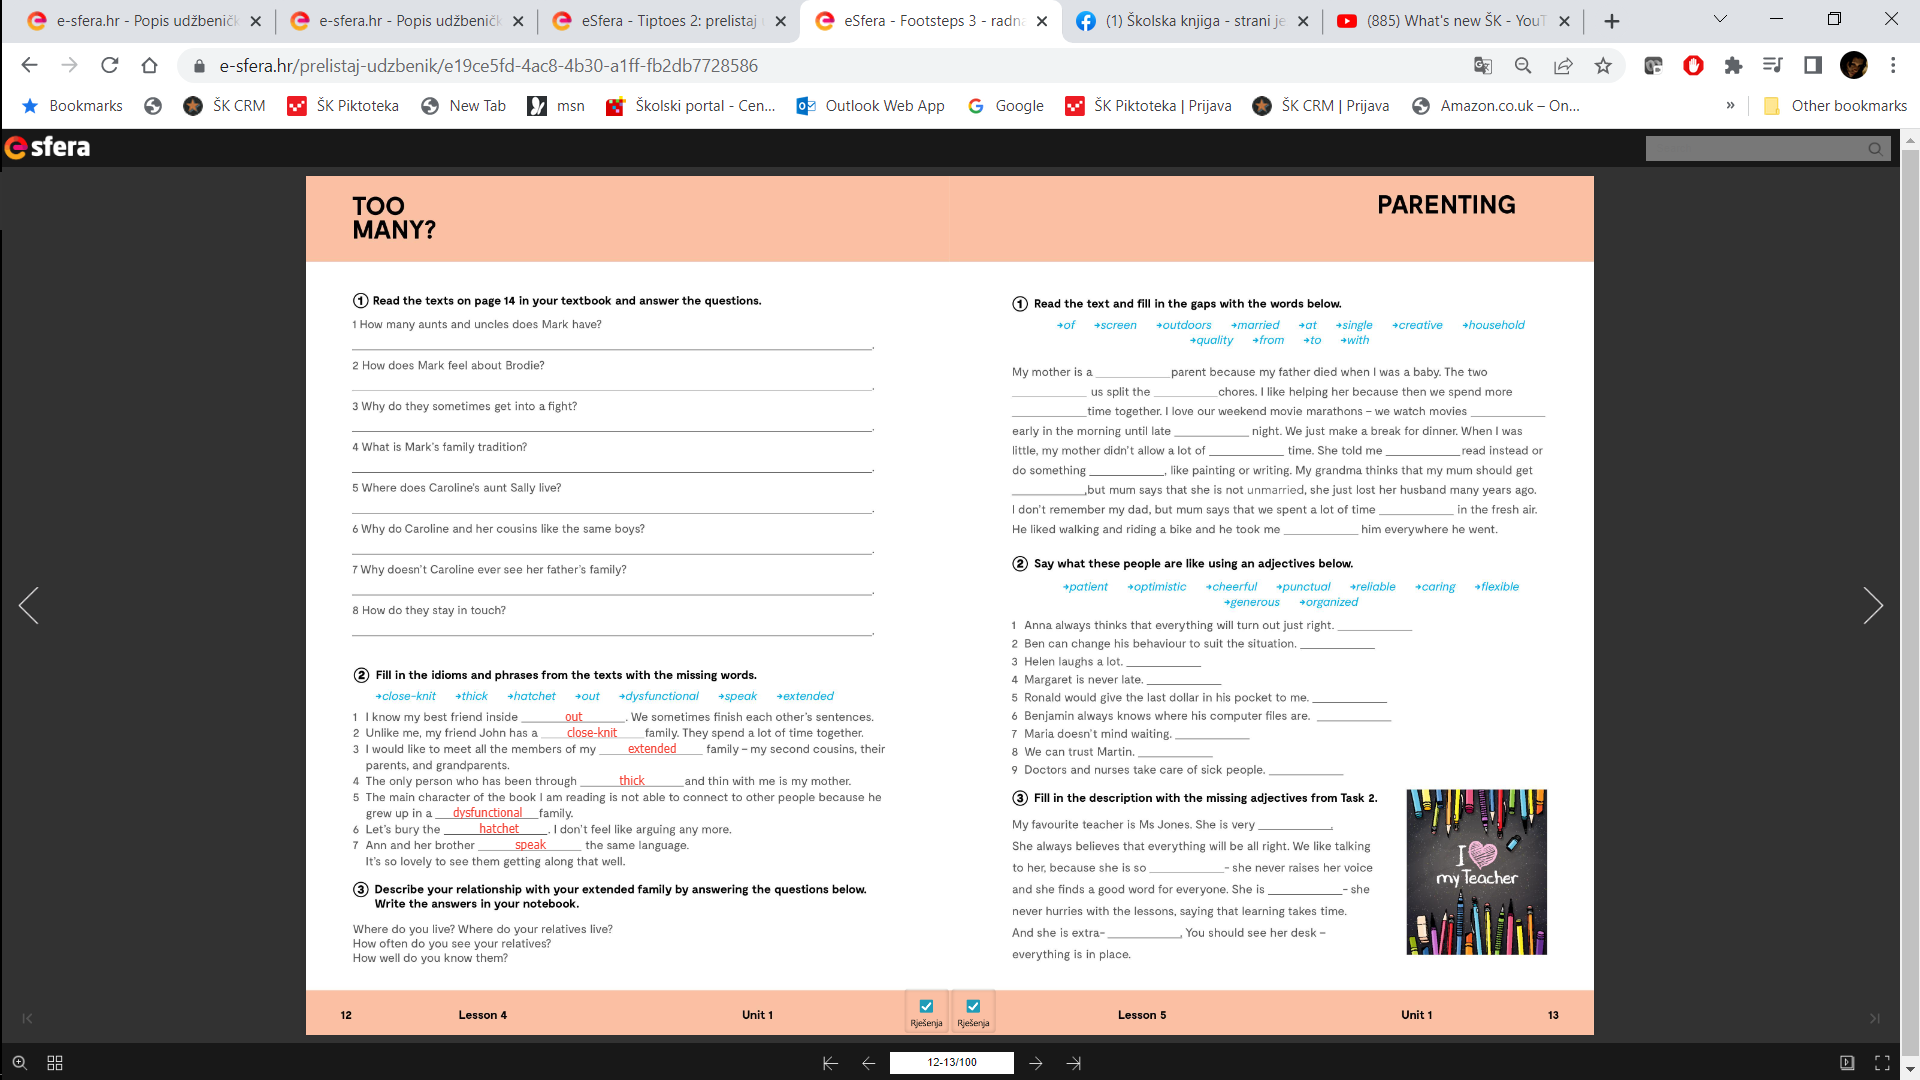 e-sfera.hr - Popis udžbenič
e-sfera.hr - Popis udžbenič
eSfera - Tiptoes 2: prelistaj
eSfera - Footsteps 3 - radna
(1) Školska knjiga - strani je
(885) What's new ŠK - YouT
e-sfera.hr/prelistaj-udzbenik/e19ce5fd-4ac8-4b30-a1ff-fb2db7728586
Bookmarks ŠK CRM ŠK Piktoteka New Tab msn Školski portal - Cen... Outlook Web App Google ŠK Piktoteka | Prijava ŠK CRM | Prijava Amazon.co.uk – On... » Other bookmarks
esfera
TOO
MANY?
1 Read the texts on page 14 in your textbook and answer the questions.
1 How many aunts and uncles does Mark have?
2 How does Mark feel about Brodie?
3 Why do they sometimes get into a fight?
4 What is Mark's family tradition?
5 Where does Caroline's aunt Sally live?
6 Why do Caroline and her cousins like the same boys?
7 Why doesn't Caroline ever see her father's family?
8 How do they stay in touch?
2 Fill in the idioms and phrases from the texts with the missing words.
➔close-knit ➔thick ➔hatchet ➔out ➔dysfunctional ➔speak ➔extended
1 I know my best friend inside out. We sometimes finish each other's sentences.
2 Unlike me, my friend John has a close-knit family. They spend a lot of time together.
3 I would like to meet all the members of my extended family – my second cousins, their
parents, and grandparents.
4 The only person who has been through thick and thin with me is my mother.
5 The main character of the book I am reading is not able to connect to other people because he
grew up in a dysfunctional family.
6 Let's bury the hatchet. I don't feel like arguing any more.
7 Ann and her brother speak the same language.
It's so lovely to see them getting along that well.
3 Describe your relationship with your extended family by answering the questions below.
Write the answers in your notebook.
Where do you live? Where do your relatives live?
How often do you see your relatives?
How well do you know them?
12 Lesson 4 Unit 1
Rješenja
PARENTING
1 Read the text and fill in the gaps with the words below.
➔of ➔screen ➔outdoors ➔married ➔at ➔single ➔creative ➔household
➔quality ➔from ➔to ➔with
My mother is a ____________parent because my father died when I was a baby. The two
____________ us split the ____________chores. I like helping her because then we spend more
____________time together. I love our weekend movie marathons – we watch movies ____________
early in the morning until late ____________ night. We just make a break for dinner. When I was
little, my mother didn't allow a lot of ____________ time. She told me ____________read instead or
do something ____________, like painting or writing. My grandma thinks that my mum should get
____________,but mum says that she is not unmarried, she just lost her husband many years ago.
I don't remember my dad, but mum says that we spent a lot of time ____________ in the fresh air.
He liked walking and riding a bike and he took me ____________ him everywhere he went.
2 Say what these people are like using an adjectives below.
➔patient ➔optimistic ➔cheerful ➔punctual ➔reliable ➔caring ➔flexible
➔generous ➔organized
1 Anna always thinks that everything will turn out just right. ____________
2 Ben can change his behaviour to suit the situation. ____________
3 Helen laughs a lot. ____________
4 Margaret is never late. ____________
5 Ronald would give the last dollar in his pocket to me. ____________
6 Benjamin always knows where his computer files are. ____________
7 Maria doesn't mind waiting. ____________
8 We can trust Martin. ____________
9 Doctors and nurses take care of sick people. ____________
3 Fill in the description with the missing adjectives from Task 2.
My favourite teacher is Ms Jones. She is very ____________.
She always believes that everything will be all right. We like talking
to her, because she is so ____________– she never raises her voice
and she finds a good word for everyone. She is ____________– she
never hurries with the lessons, saying that learning takes time.
And she is extra- ____________. You should see her desk –
everything is in place.
I
my Teacher
Rješenja
Lesson 5 Unit 1 13
12-13/100